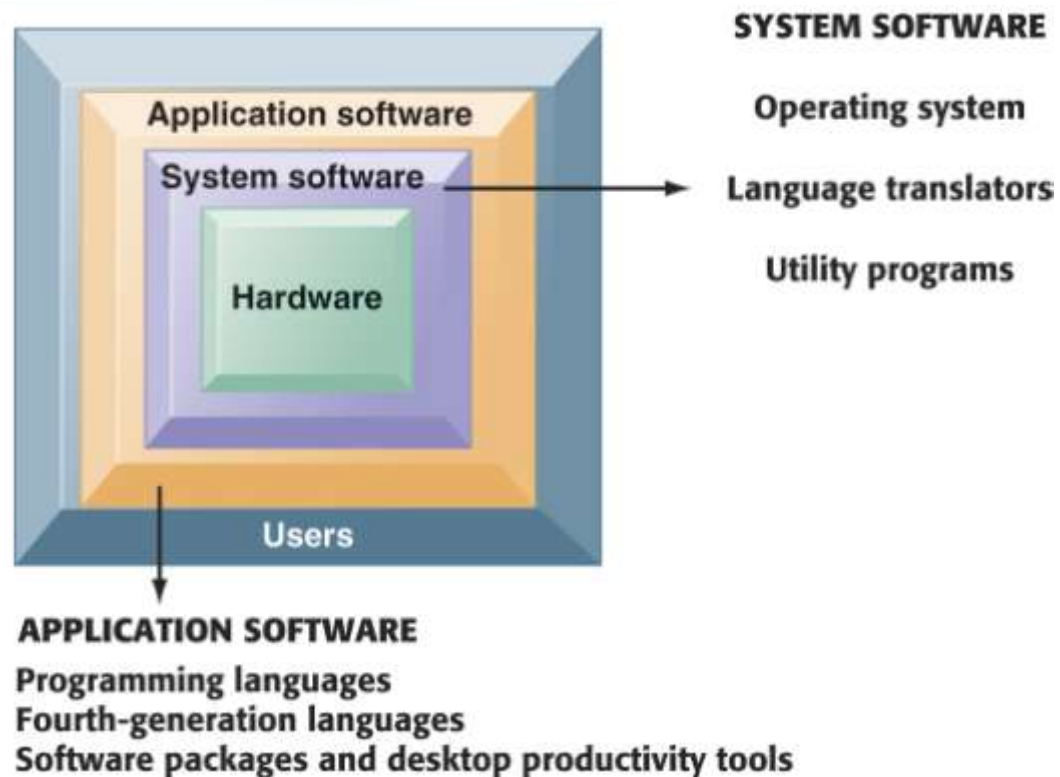 SYSTEM SOFTWARE
Application software
Operating system
System software
Language translators
Utility programs
Hardware
Users
APPLICATION SOFTWARE
Programming languages
Fourth-generation languages
Software packages and desktop productivity tools